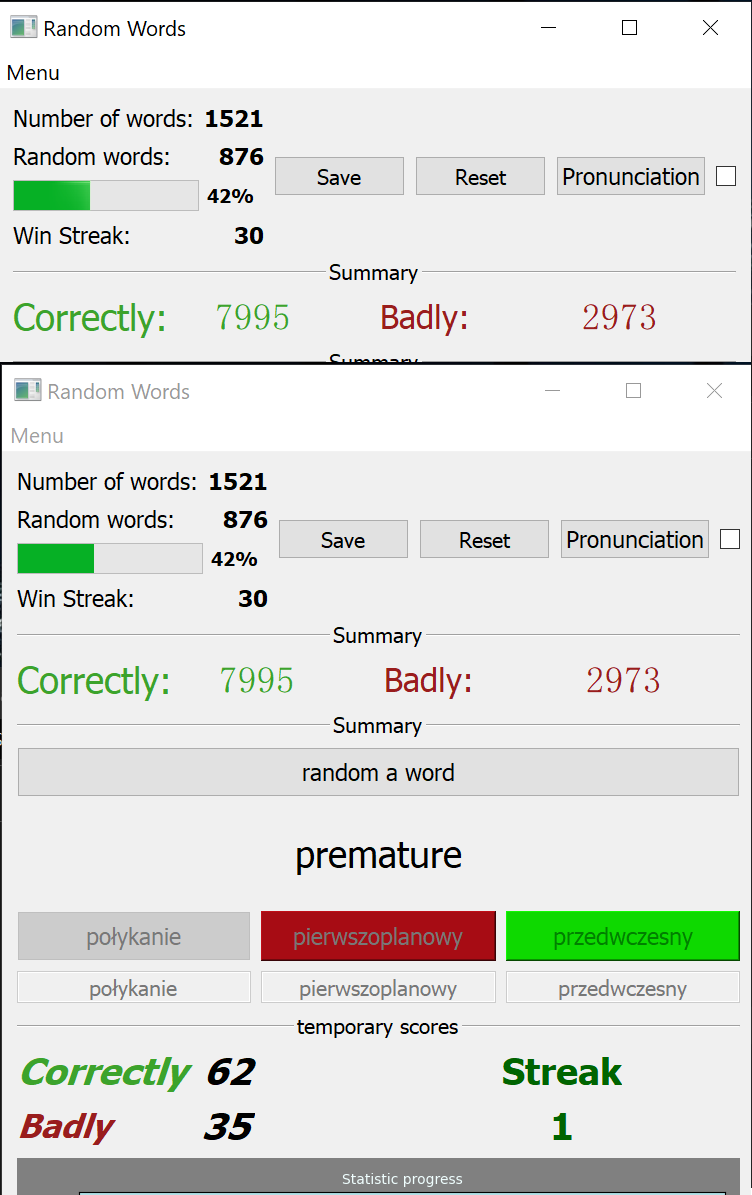 Random Words
Menu
Number of words: 1521
Random words: 876
Save Reset Pronunciation
42%
Win Streak: 30
Summary
Correctly: 7995 Badly: 2973
Summary
Random Words
Menu
Number of words: 1521
Random words: 876
Save Reset Pronunciation
42%
Win Streak: 30
Summary
Correctly: 7995 Badly: 2973
Summary
random a word
premature
połykanie pierwszoplanowy przedwczesny
połykanie pierwszoplanowy przedwczesny
temporary scores
Correctly 62 Streak
Badly 35 1
Statistic progress